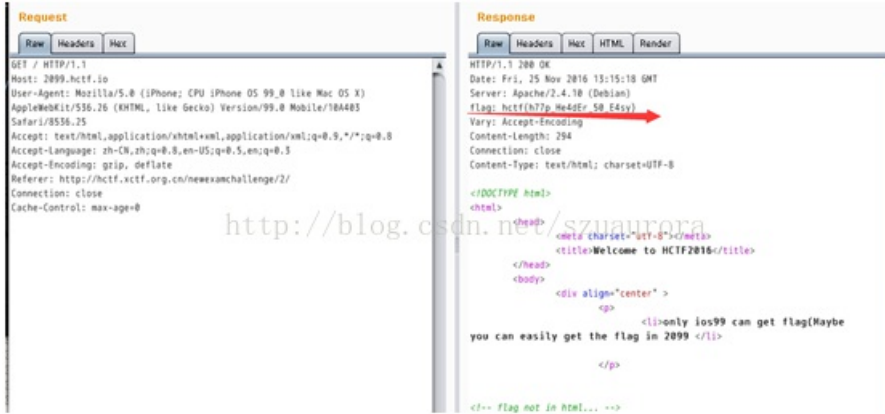 Request
Raw Headers Hex
GET / HTTP/1.1
Host: 2099.hctf.io
User-Agent: Mozilla/5.0 (iPhone; CPU iPhone OS 99_0 like Mac OS X)
AppleWebKit/536.26 (KHTML, like Gecko) Version/99.0 Mobile/10A403
Safari/8536.25
Accept: text/html,application/xhtml+xml,application/xml;q=0.9,*/*;q=0.8
Accept-Language: zh-CN,zh;q=0.8,en-US;q=0.5,en;q=0.3
Accept-Encoding: gzip, deflate
Referer: http://hctf.xctf.org.cn/newexamchallenge/2/
Connection: close
Cache-Control: max-age=0
Response
Raw Headers Hex HTML Render
HTTP/1.1 200 OK
Date: Fri, 25 Nov 2016 13:15:18 GMT
Server: Apache/2.4.10 (Debian)
flag: hctf{h77p_He4dEr_50_E4sy}
Vary: Accept-Encoding
Content-Length: 294
Connection: close
Content-Type: text/html; charset=UTF-8
<!DOCTYPE html>
<html>
<head>
<meta charset="utf-8"></meta>
<title>Welcome to HCTF2016</title>
</head>
<body>
<div align="center" >
<p>
<li>only ios99 can get flag(Maybe
you can easily get the flag in 2099 </li>
</p>
<!-- flag not in html... -->
http://blog.csdn.net/szuaurora